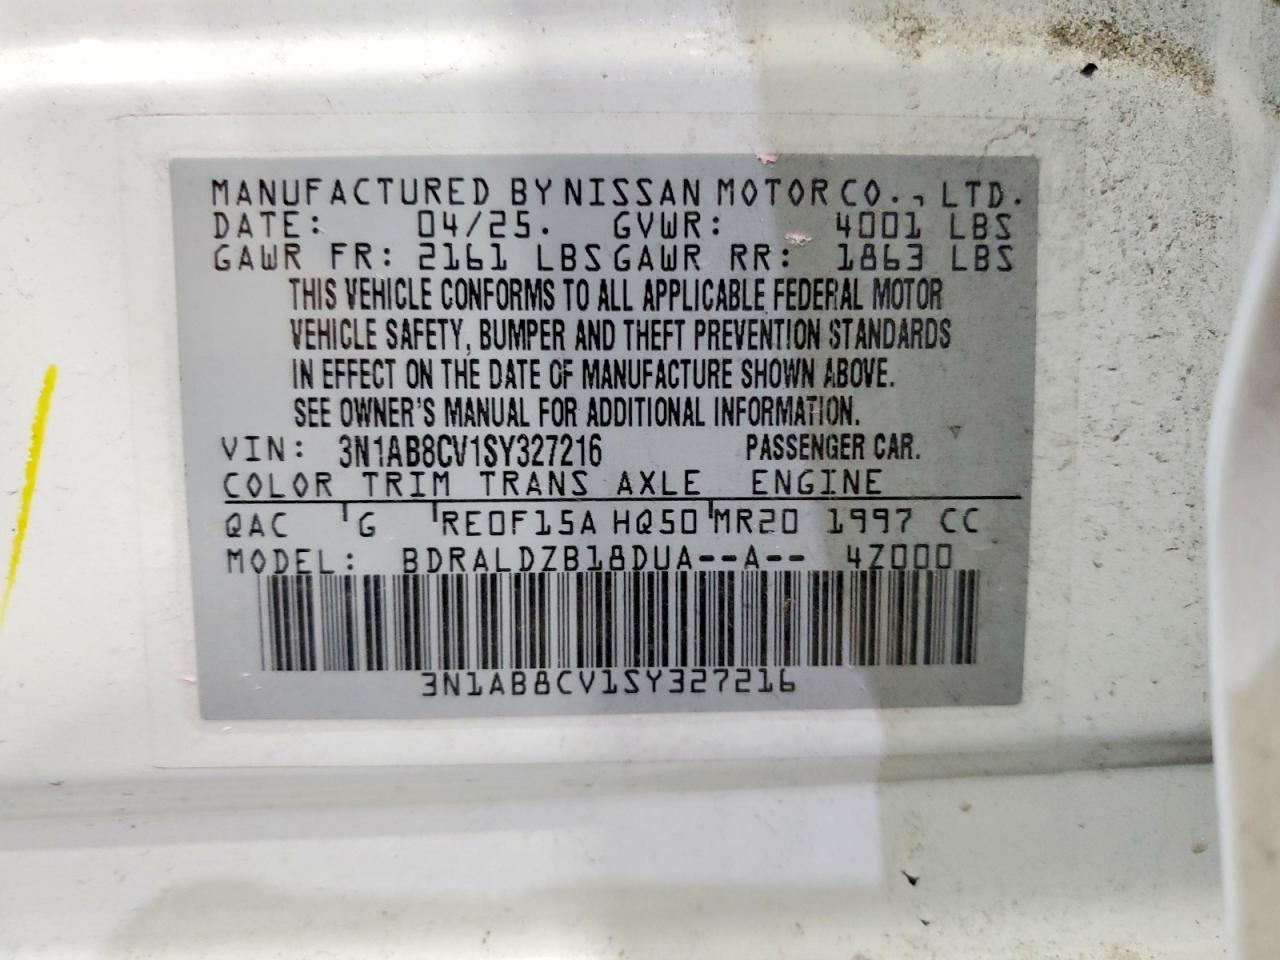 MANUFACTURED BY NISSAN MOTOR CO., LTD.
DATE: 04/25. GVWR: 4001 LBS
GAWR FR: 2161 LBS GAWR RR: 1863 LBS
THIS VEHICLE CONFORMS TO ALL APPLICABLE FEDERAL MOTOR
VEHICLE SAFETY, BUMPER AND THEFT PREVENTION STANDARDS
IN EFFECT ON THE DATE OF MANUFACTURE SHOWN ABOVE.
SEE OWNER'S MANUAL FOR ADDITIONAL INFORMATION.
VIN: 3N1AB8CV1SY327216 PASSENGER CAR.
COLOR TRIM TRANS AXLE ENGINE
QAC G RE0F15A HQ50 MR20 1997 CC
MODEL: BDRALDZB18DUA--A-- 4Z000
3N1AB8CV1SY327216